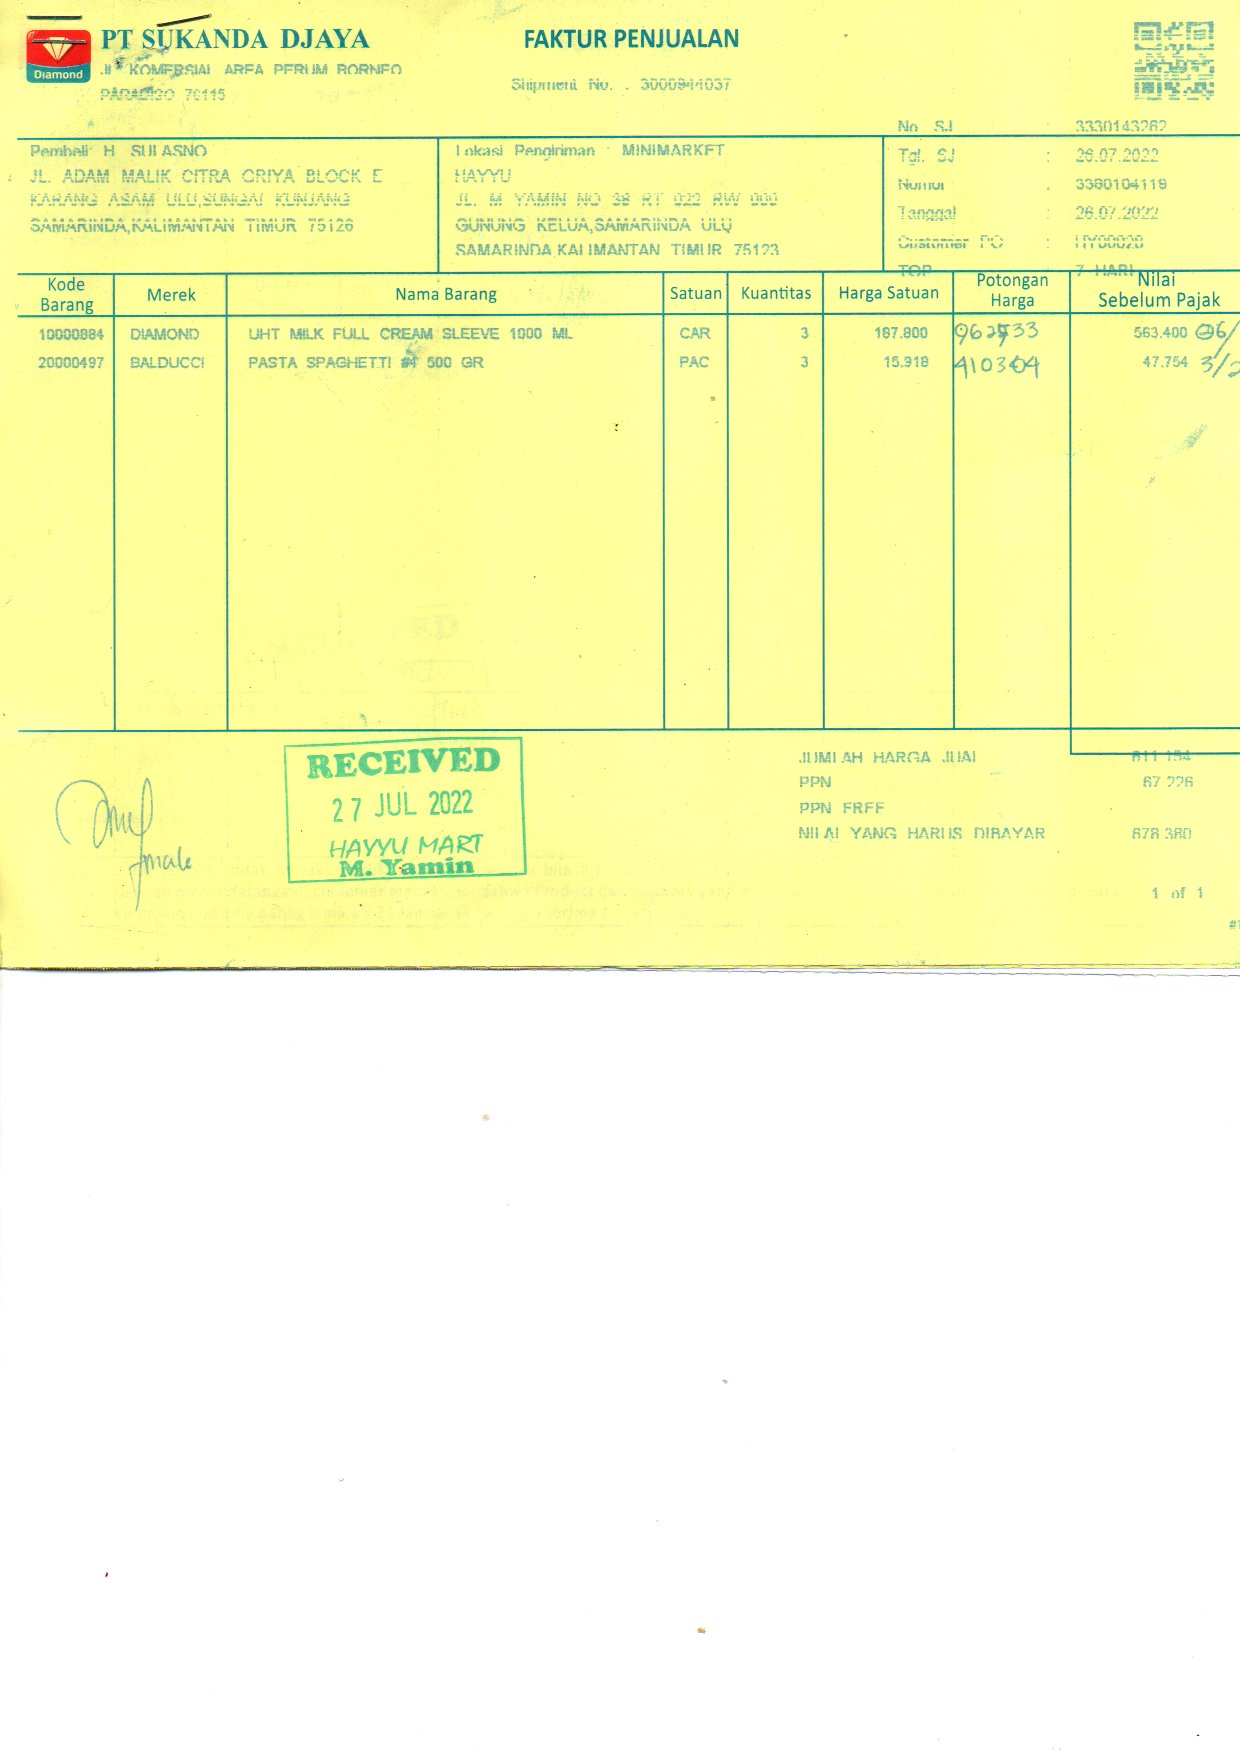 PT SUKANDA DJAYA
FAKTUR PENJUALAN
Diamond
JL. KOMERSIAL AREA PERUM BORNEO
PARADISO 76115
Shipment No. : 3000944037
No SJ : 3330143262
Pembeli: H SULASNO
JL. ADAM MALIK CITRA GRIYA BLOCK E
KARANG ASAM ULU,SUNGAI KUNJANG
SAMARINDA,KALIMANTAN TIMUR 75126
Lokasi Pengiriman : MINIMARKET
HAYYU
JL. M YAMIN NO 38 RT 022 RW 000
GUNUNG KELUA,SAMARINDA ULU
SAMARINDA,KALIMANTAN TIMUR 75123
Tgl. SJ : 26.07.2022
Nomor : 3380104119
Tanggal : 26.07.2022
Customer PO : HY00020
TOP : 7 HARI
Kode Barang Merek Nama Barang Satuan Kuantitas Harga Satuan Potongan Harga Nilai Sebelum Pajak
10000884 DIAMOND UHT MILK FULL CREAM SLEEVE 1000 ML CAR 3 187.800 563.400
20000497 BALDUCCI PASTA SPAGHETTI #4 500 GR PAC 3 15.918 410304 47.754
RECEIVED
27 JUL 2022
HAYYU MART
M. Yamin
JUMLAH HARGA JUAL 611.154
PPN 67.226
PPN FREE
NILAI YANG HARUS DIBAYAR 678.380
1 of 1